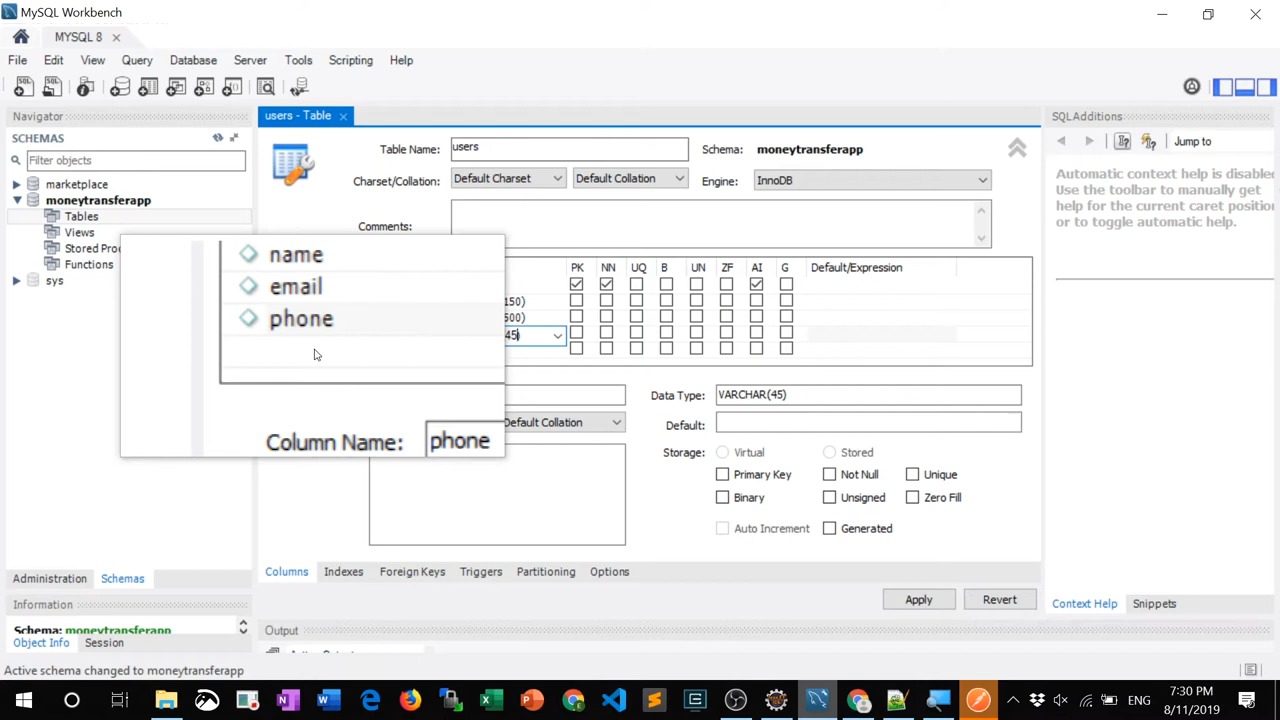 MySQL Workbench
MYSQL 8
File Edit View Query Database Server Tools Scripting Help
Navigator
SCHEMAS
Filter objects
marketplace
moneytransferapp
Tables
Views
Stored Pro
Functions
sys
Administration Schemas
Information
Schema: moneytransferapp
Object Info Session
users - Table
Table Name: users Schema: moneytransferapp
Charset/Collation: Default Charset Default Collation Engine: InnoDB
Comments:
PK NN UQ B UN ZF AI G Default/Expression
150)
500)
45)
name
email
phone
Column Name: phone
Data Type: VARCHAR(45)
Default Collation Default:
Storage: Virtual Stored
Primary Key Not Null Unique
Binary Unsigned Zero Fill
Auto Increment Generated
Columns Indexes Foreign Keys Triggers Partitioning Options
Apply Revert
Output
SQLAdditions
Jump to
Automatic context help is disable
Use the toolbar to manually get
help for the current caret position
or to toggle automatic help.
Context Help Snippets
Active schema changed to moneytransferapp
ENG
7:30 PM
8/11/2019